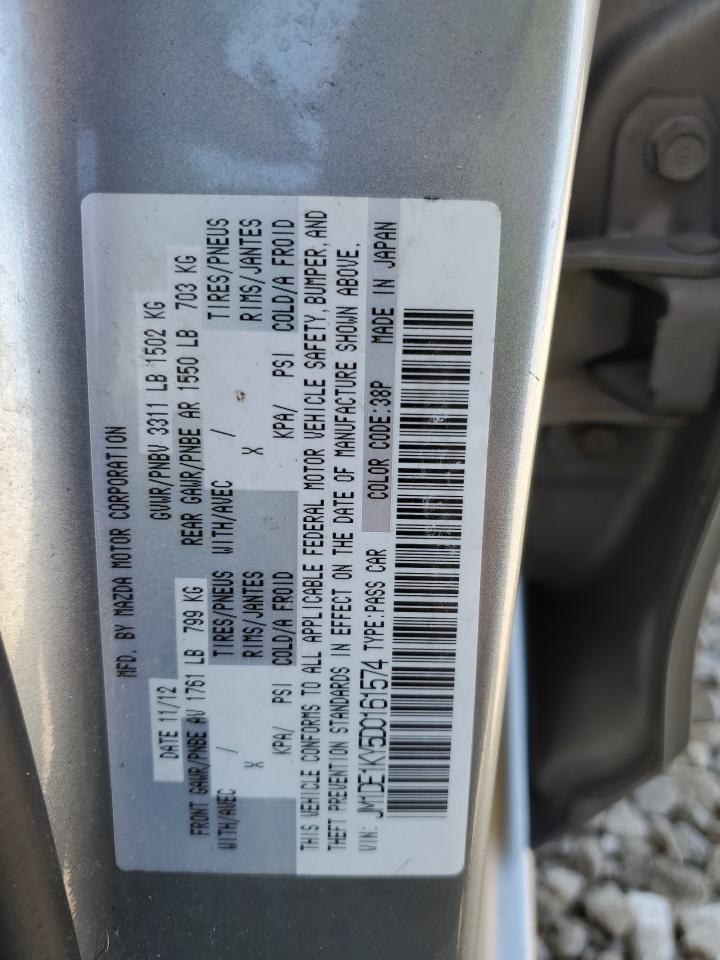 MFD. BY MAZDA MOTOR CORPORATION
DATE 11/12 GVWR/PNBV 3311 LB 1502 KG
FRONT GAWR/PNBE AV 1761 LB 799 KG REAR GAWR/PNBE AR 1550 LB 703 KG
TIRES/PNEUS TIRES/PNEUS
WITH/AVEC / RIMS/JANTES WITH/AVEC / RIMS/JANTES
X X
KPA/ PSI COLD/A FROID KPA/ PSI COLD/A FROID
THIS VEHICLE CONFORMS TO ALL APPLICABLE FEDERAL MOTOR VEHICLE SAFETY, BUMPER, AND
THEFT PREVENTION STANDARDS IN EFFECT ON THE DATE OF MANUFACTURE SHOWN ABOVE.
VIN: JM1DE1KY5D0161574 TYPE:PASS CAR COLOR CODE:38P MADE IN JAPAN